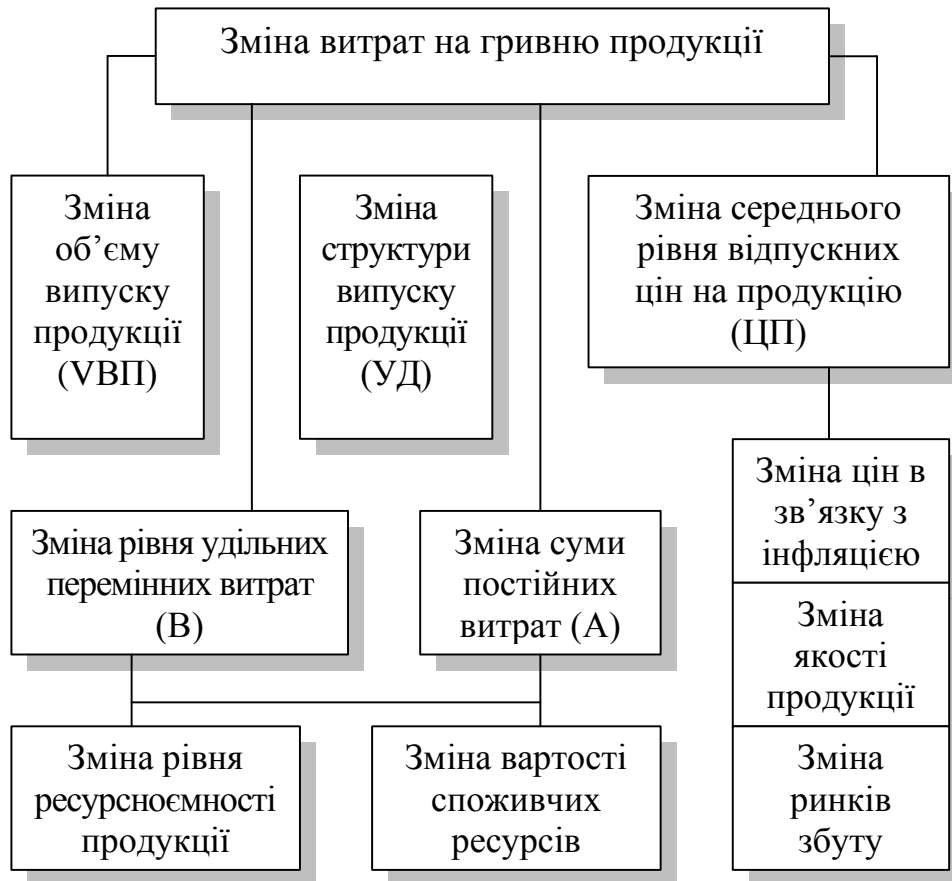 Зміна витрат на гривню продукції
Зміна
об’єму
випуску
продукції
(VВП)
Зміна
структури
випуску
продукції
(УД)
Зміна середнього
рівня відпускних
цін на продукцію
(ЦП)
Зміна рівня удільних
перемінних витрат
(В)
Зміна суми
постійних
витрат (А)
Зміна цін в
зв’язку з
інфляцією
Зміна
якості
продукції
Зміна
ринків
збуту
Зміна рівня
ресурсноємності
продукції
Зміна вартості
споживчих
ресурсів